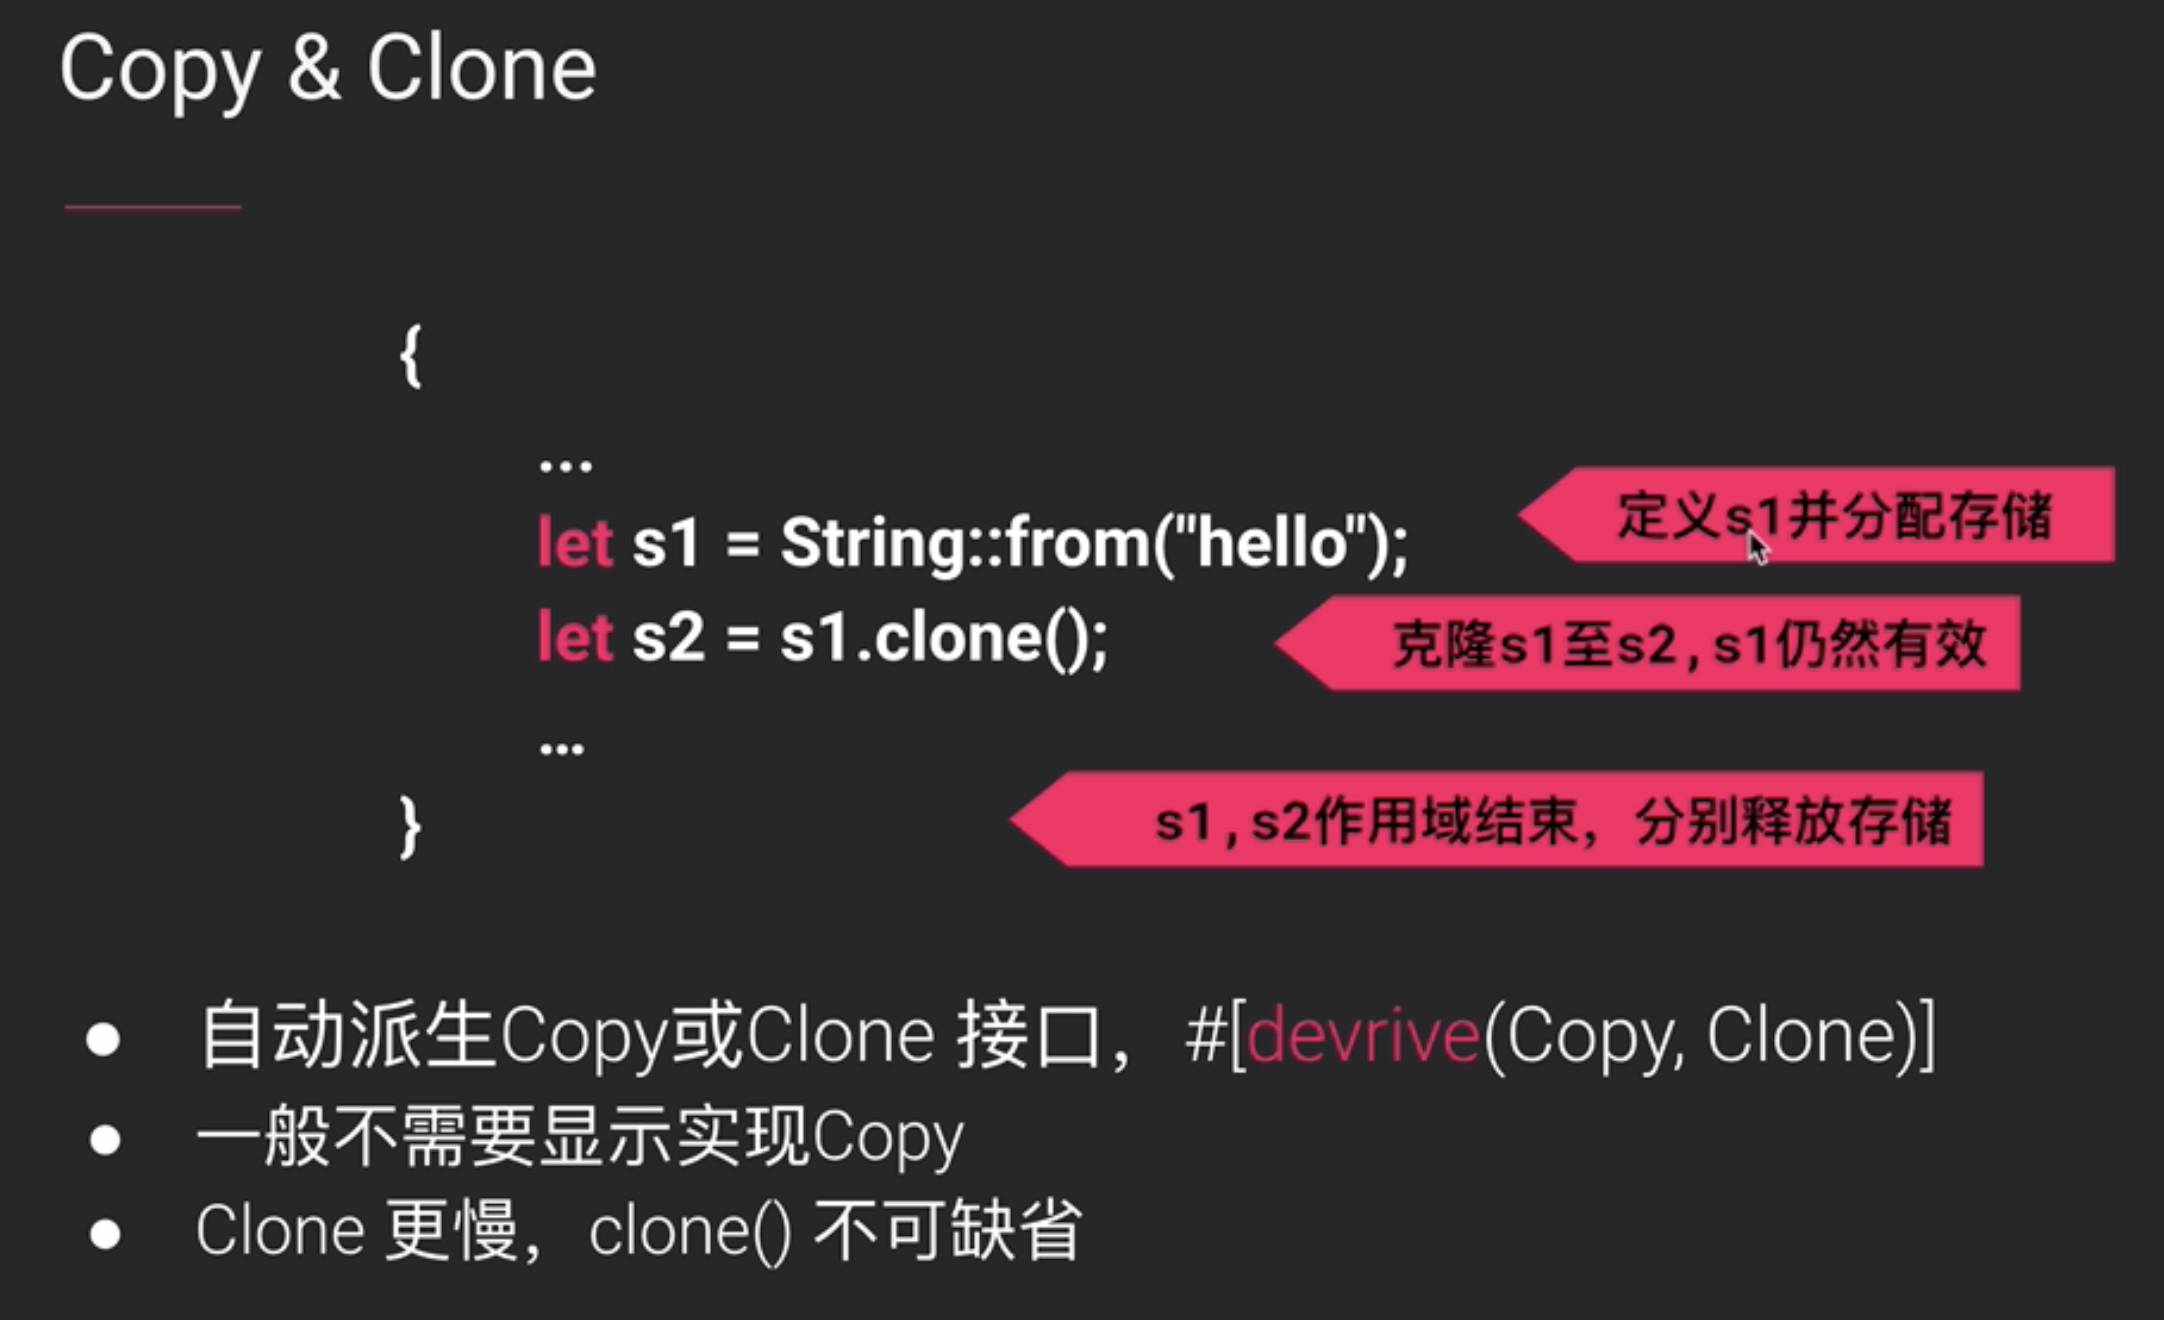 Copy & Clone
{
...
let s1 = String::from("hello");
定义s1并分配存储
let s2 = s1.clone();
克隆s1至s2,s1仍然有效
...
}
s1,s2作用域结束，分别释放存储
● 自动派生Copy或Clone 接口， #[devrive(Copy, Clone)]
● 一般不需要显示实现Copy
● Clone 更慢，clone() 不可缺省